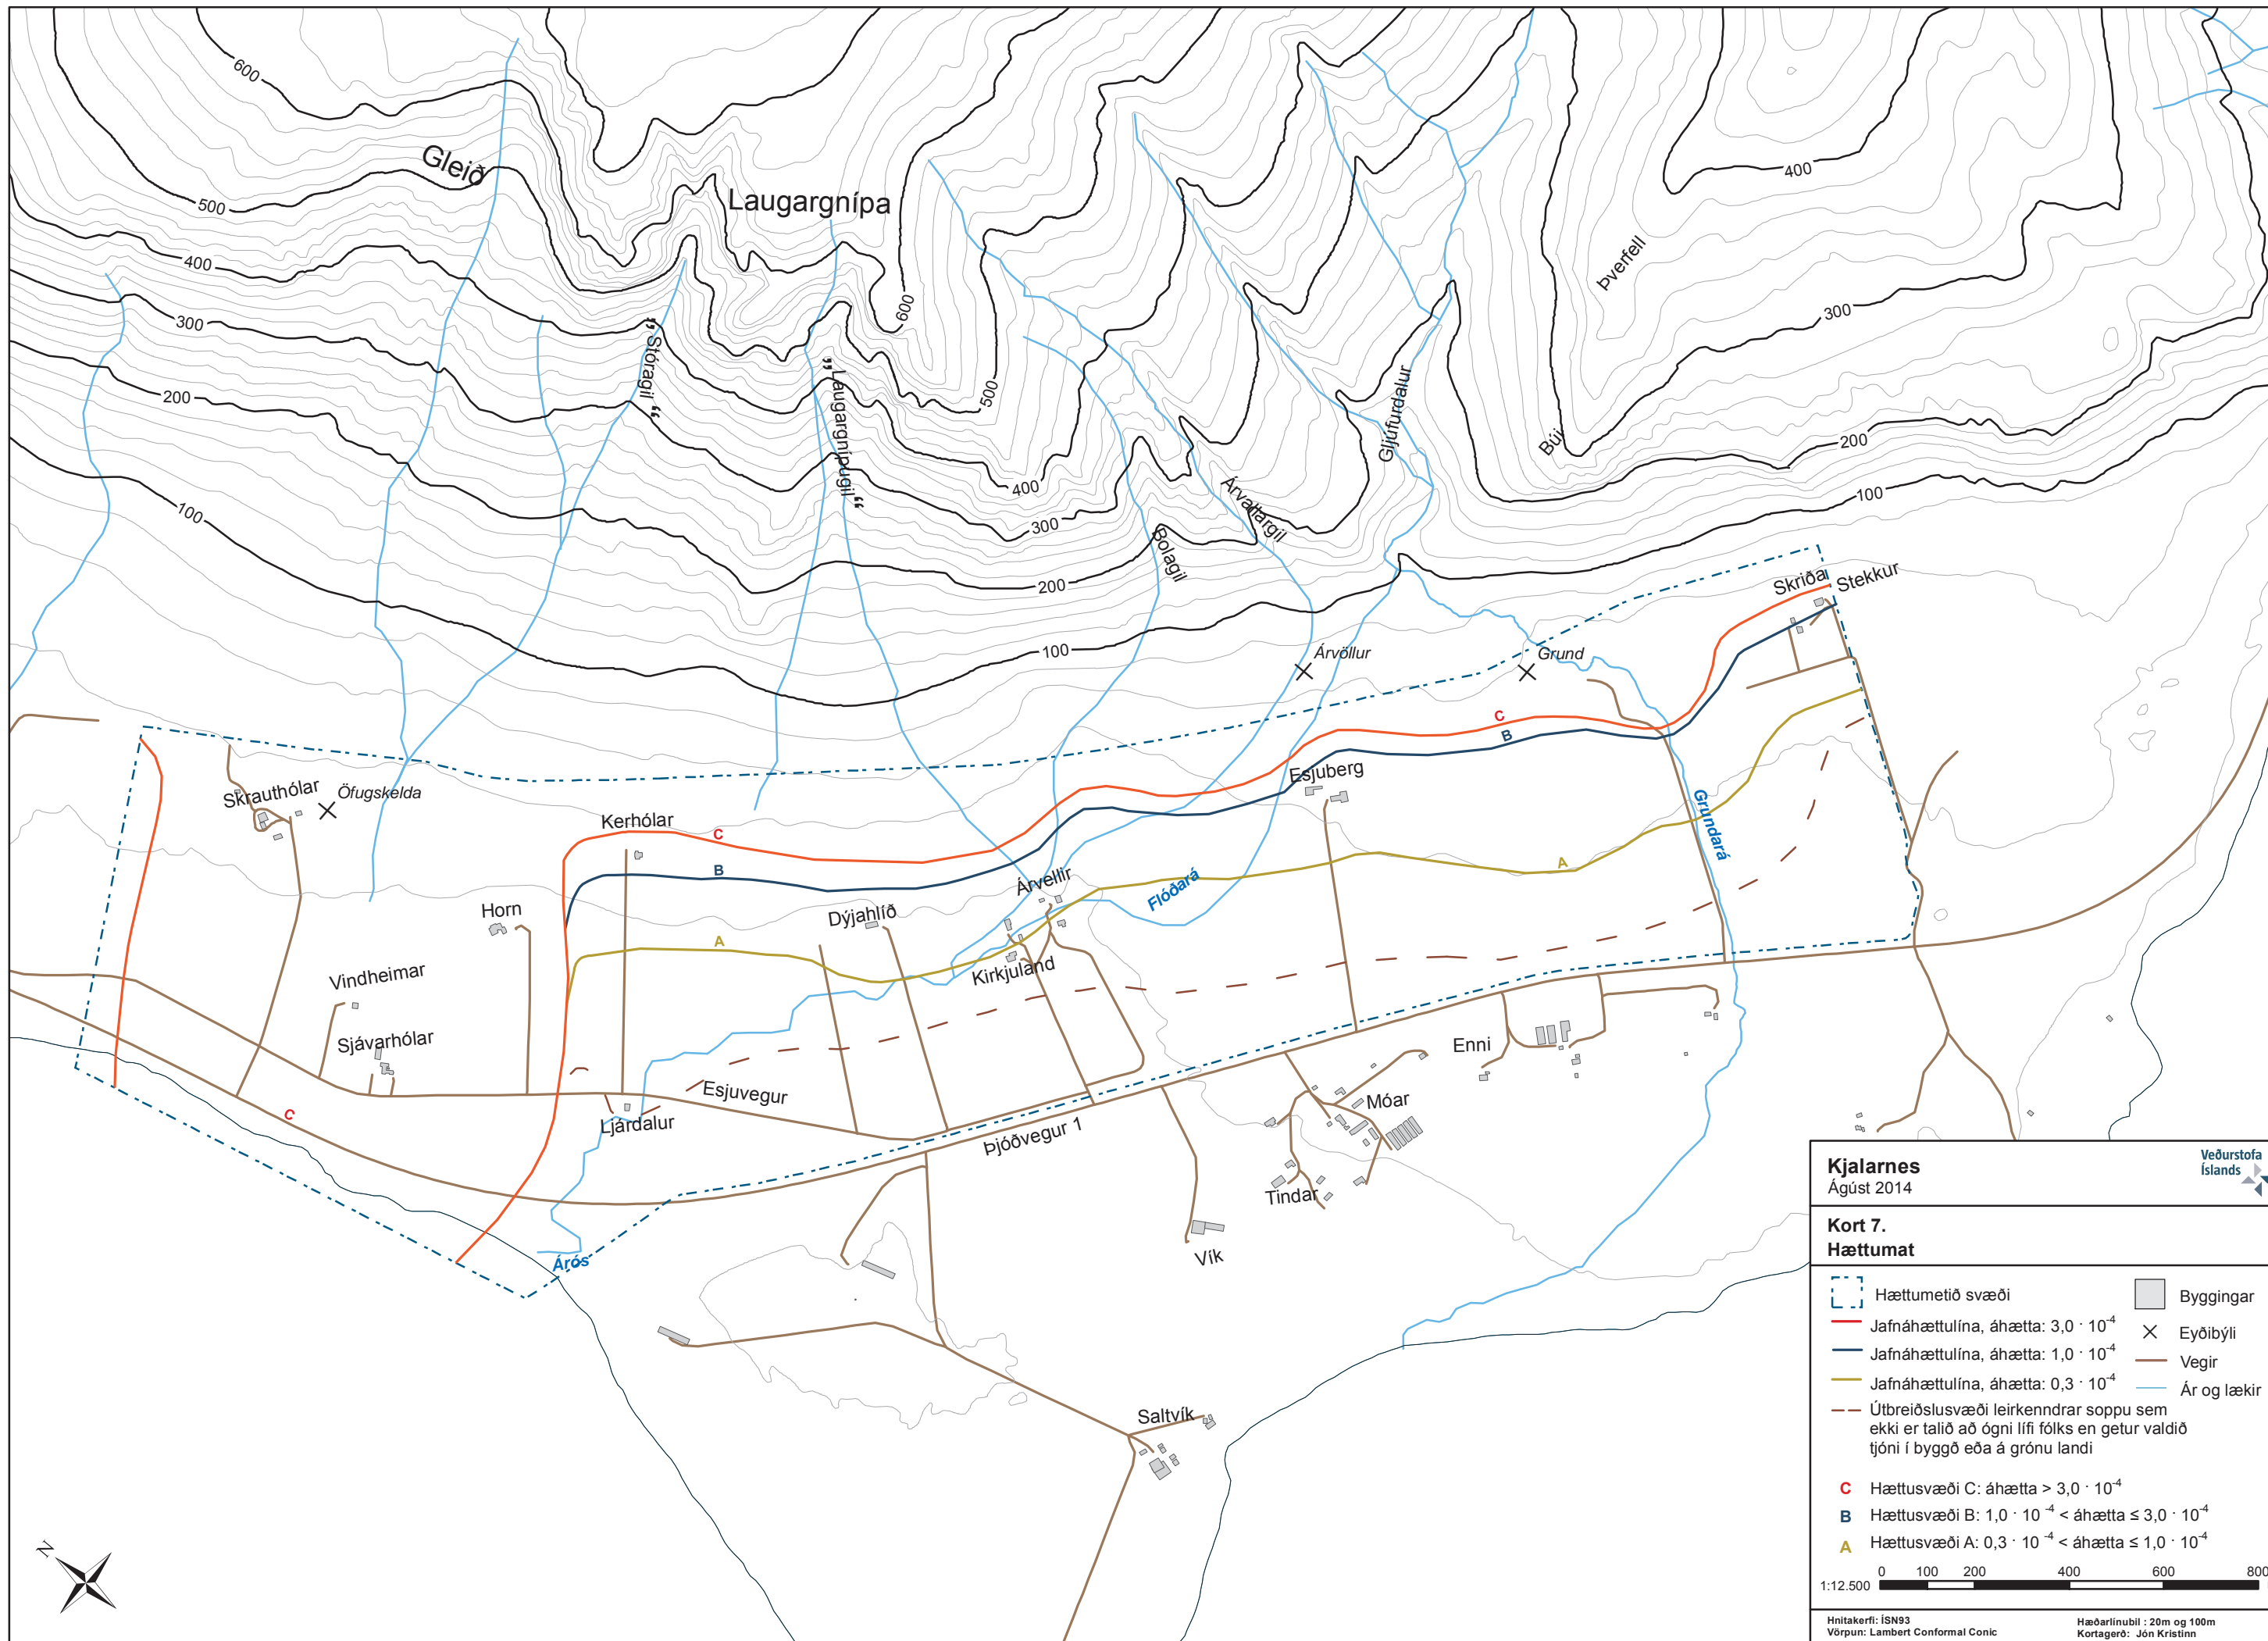 600
Gleið
Laugargnípa
500
400
300
200
100
„Stóragil“
„Laugargnípugil“
600
500
400
300
200
100
Bolagil
Árvallargil
Gljúfurdalur
Búi
Þverfell
400
300
200
100
Skriða
Stekkur
Árvöllur
Grund
Skrauthólar
Öfugskelda
Kerhólar
C
B
A
C
B
A
Esjuberg
Grundará
Horn
Dýjahlíð
Árvellir
Flóðará
Kirkjuland
Vindheimar
Sjávarhólar
C
Ljárdalur
Esjuvegur
Þjóðvegur 1
Enni
Móar
Tindar
Vík
Árós
Saltvík
N
Kjalarnes
Ágúst 2014
Veðurstofa
Íslands
Kort 7.
Hættumat
Hættumetið svæði
Jafnáhættulína, áhætta: 3,0 · 10⁻⁴
Jafnáhættulína, áhætta: 1,0 · 10⁻⁴
Jafnáhættulína, áhætta: 0,3 · 10⁻⁴
Útbreiðslusvæði leirkenndrar soppu sem
ekki er talið að ógni lífi fólks en getur valdið
tjóni í byggð eða á grónu landi
Byggingar
Eyðibýli
Vegir
Ár og lækir
C Hættusvæði C: áhætta > 3,0 · 10⁻⁴
B Hættusvæði B: 1,0 · 10⁻⁴ < áhætta ≤ 3,0 · 10⁻⁴
A Hættusvæði A: 0,3 · 10⁻⁴ < áhætta ≤ 1,0 · 10⁻⁴
0 100 200 400 600 800
1:12.500
Hnitakerfi: ÍSN93
Vörpun: Lambert Conformal Conic
Hæðarlínubil : 20m og 100m
Kortagerð: Jón Kristinn